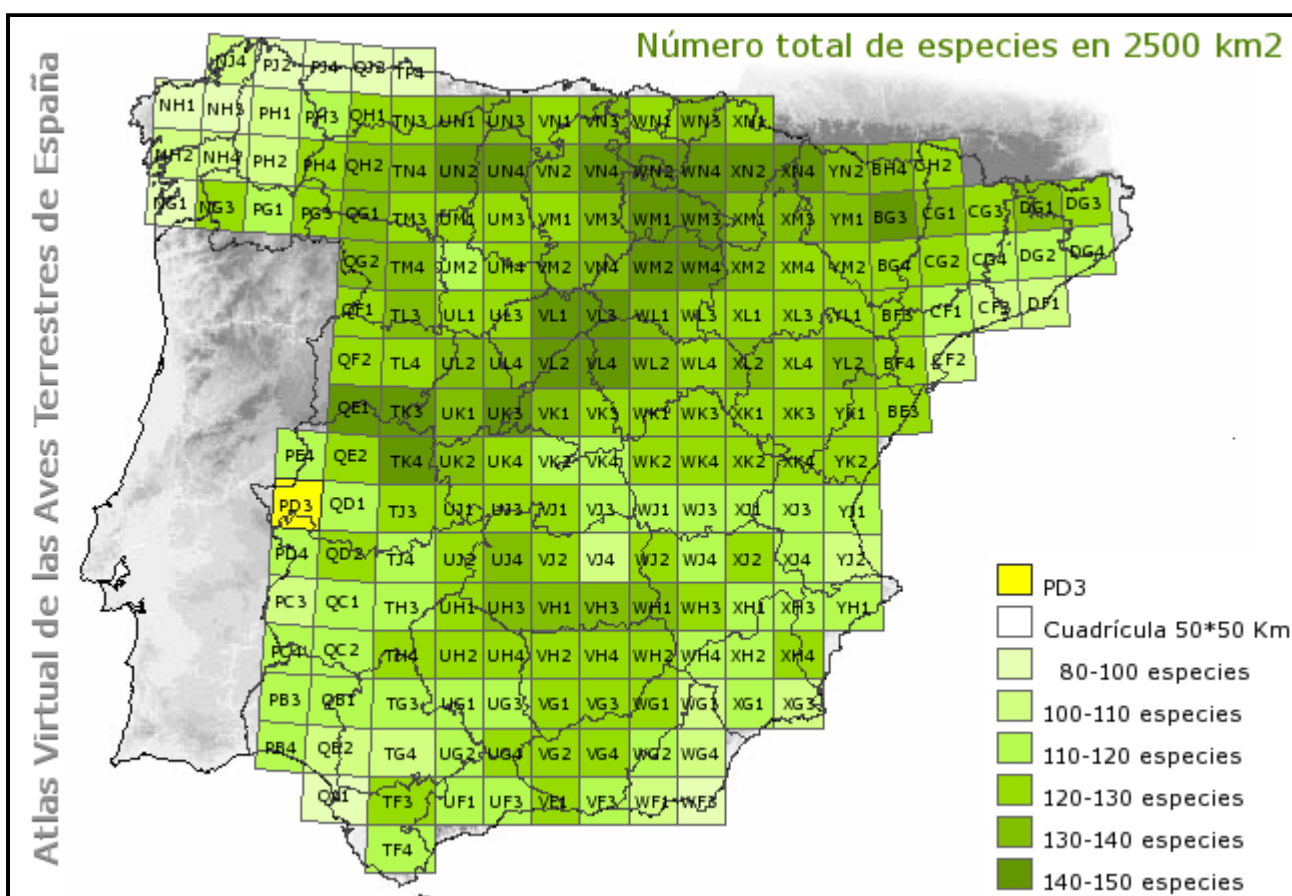 Número total de especies en 2500 km2
Atlas Virtual de las Aves Terrestres de España
NJ4 PJ2 PJ4 QJ2 TP4
NH1 NH3 PH1 PH3 QH1 TN3 UN1 UN3 VN1 VN3 WN1 WN3 XN1
NH2 NH4 PH2 PH4 QH2 TN4 UN2 UN4 VN2 VN4 WN2 WN4 XN2 XN4 YN2 BH4 CH2
NG1 NG3 PG1 PG3 QG1 TM3 UM1 UM3 VM1 VM3 WM1 WM3 XM1 XM3 YM1 BG3 CG1 CG3 DG1 DG3
QG2 TM4 UM2 UM4 VM2 VM4 WM2 WM4 XM2 XM4 YM2 BG4 CG2 CG4 DG2 DG4
QF1 TL3 UL1 UL3 VL1 VL3 WL1 WL3 XL1 XL3 YL1 BF3 CF1 CF3 DF1
QF2 TL4 UL2 UL4 VL2 VL4 WL2 WL4 XL2 XL4 YL2 BF4 CF2
QE1 TK3 UK1 UK3 VK1 VK3 WK1 WK3 XK1 XK3 YK1 BE3
PE4 QE2 TK4 UK2 UK4 VK2 VK4 WK2 WK4 XK2 XK4 YK2
PD3 QD1 TJ3 UJ1 UJ3 VJ1 VJ3 WJ1 WJ3 XJ1 XJ3 YJ1
PD4 QD2 TJ4 UJ2 UJ4 VJ2 VJ4 WJ2 WJ4 XJ2 XJ4 YJ2
PC3 QC1 TH3 UH1 UH3 VH1 VH3 WH1 WH3 XH1 XH3 YH1
PC4 QC2 TH4 UH2 UH4 VH2 VH4 WH2 WH4 XH2 XH4
PB3 QB1 TG3 UG1 UG3 VG1 VG3 WG1 WG3 XG1 XG3
PB4 QB2 TG4 UG2 UG4 VG2 VG4 WG2 WG4
QA1 TF3 UF1 UF3 VF1 VF3 WF1 WF3
TF4
PD3
Cuadrícula 50*50 Km
80-100 especies
100-110 especies
110-120 especies
120-130 especies
130-140 especies
140-150 especies